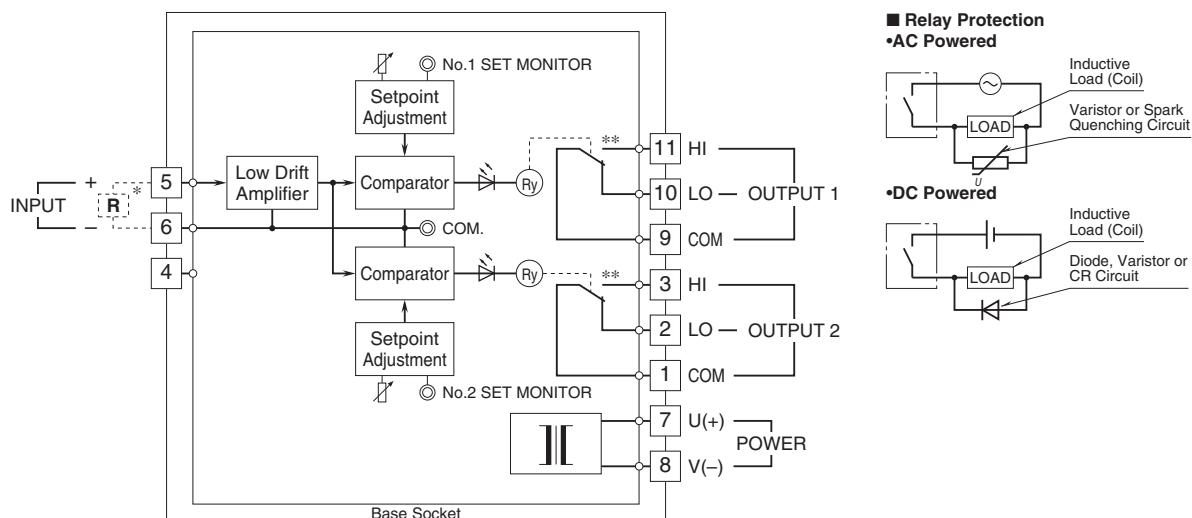 No.1 SET MONITOR
Setpoint
Adjustment
**
11 HI
5
Low Drift
Amplifier
Comparator
Ry
10 LO OUTPUT 1
INPUT
+
R
*
–
6
COM.
9 COM
4
Comparator
Ry
**
3 HI
2 LO OUTPUT 2
Setpoint
Adjustment
1 COM
No.2 SET MONITOR
7 U(+)
POWER
8 V(–)
Base Socket
■ Relay Protection
•AC Powered
Inductive
Load (Coil)
LOAD
Varistor or Spark
Quenching Circuit
U
•DC Powered
Inductive
Load (Coil)
LOAD
Diode, Varistor or
CR Circuit